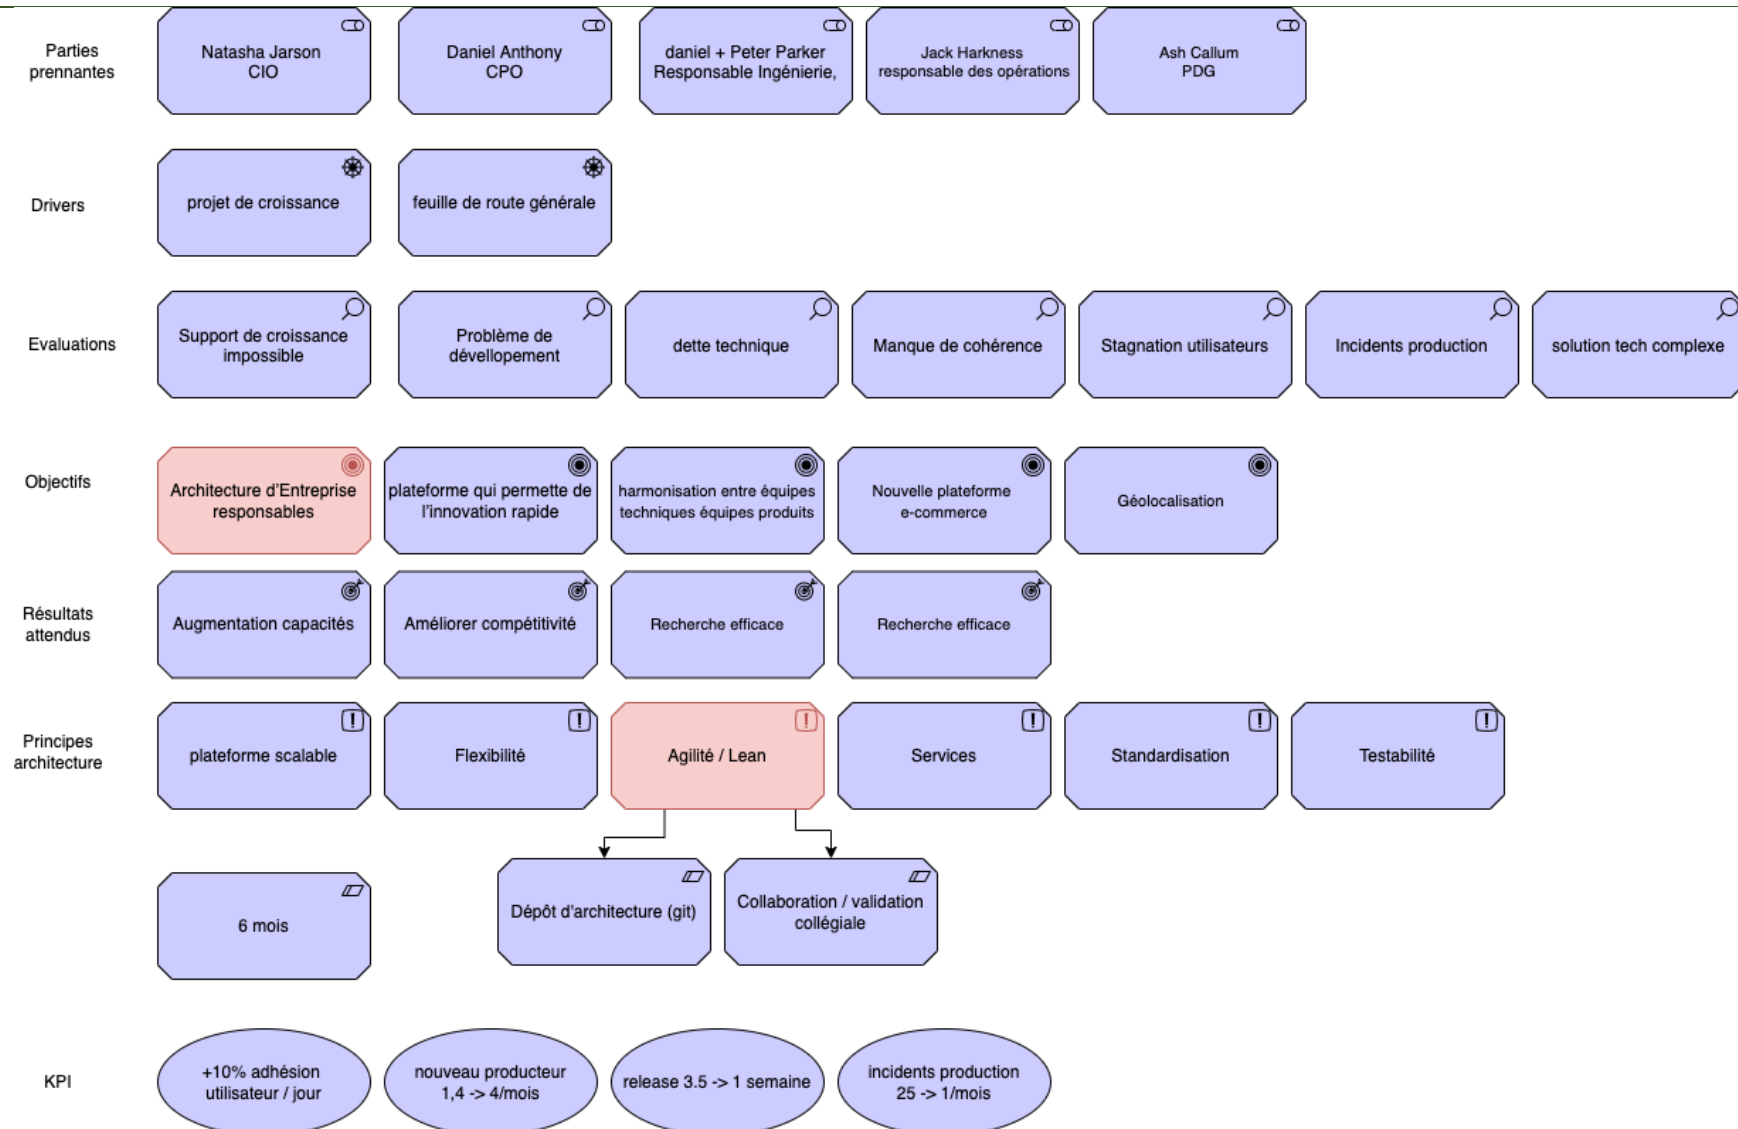 Parties
prennantes
Natasha Jarson
CIO
Daniel Anthony
CPO
daniel + Peter Parker
Responsable Ingénierie,
Jack Harkness
responsable des opérations
Ash Callum
PDG
Drivers
projet de croissance
feuille de route générale
Evaluations
Support de croissance
impossible
Problème de
dévellopement
dette technique
Manque de cohérence
Stagnation utilisateurs
Incidents production
solution tech complexe
Objectifs
Architecture d'Entreprise
responsables
plateforme qui permette de
l'innovation rapide
harmonisation entre équipes
techniques équipes produits
Nouvelle plateforme
e-commerce
Géolocalisation
Résultats
attendus
Augmentation capacités
Améliorer compétitivité
Recherche efficace
Recherche efficace
Principes
architecture
plateforme scalable
Flexibilité
Agilité / Lean
Services
Standardisation
Testabilité
6 mois
Dépôt d'architecture (git)
Collaboration / validation
collégiale
KPI
+10% adhésion
utilisateur / jour
nouveau producteur
1,4 -> 4/mois
release 3.5 -> 1 semaine
incidents production
25 -> 1/mois